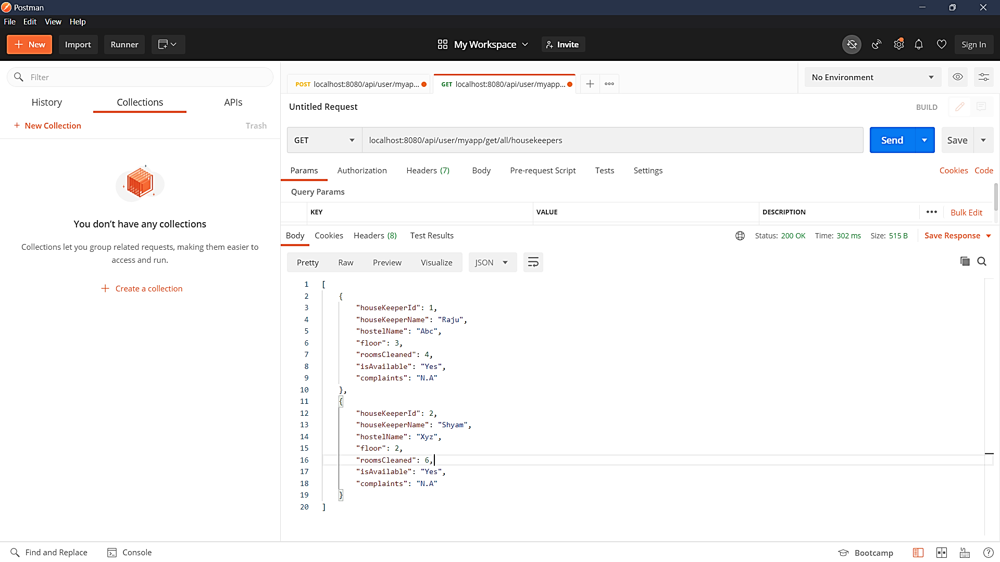 Postman
File Edit View Help
New Import Runner My Workspace Invite Sign In
Filter
History Collections APIs
+ New Collection Trash
You don’t have any collections
Collections let you group related requests, making them easier to
access and run.
+ Create a collection
POST localhost:8080/api/user/myap...
GET localhost:8080/api/user/myapp...
No Environment
Untitled Request BUILD
GET localhost:8080/api/user/myapp/get/all/housekeepers Send Save
Params Authorization Headers (7) Body Pre-request Script Tests Settings Cookies Code
Query Params
KEY VALUE DESCRIPTION ••• Bulk Edit
Body Cookies Headers (8) Test Results Status: 200 OK Time: 302 ms Size: 515 B Save Response
Pretty Raw Preview Visualize JSON
1 [
2 {
3 "houseKeeperId": 1,
4 "houseKeeperName": "Raju",
5 "hostelName": "Abc",
6 "floor": 3,
7 "roomsCleaned": 4,
8 "isAvailable": "Yes",
9 "complaints": "N.A"
10 },
11 {
12 "houseKeeperId": 2,
13 "houseKeeperName": "Shyam",
14 "hostelName": "Xyz",
15 "floor": 2,
16 "roomsCleaned": 6,
17 "isAvailable": "Yes",
18 "complaints": "N.A"
19 }
20 ]
Find and Replace Console Bootcamp